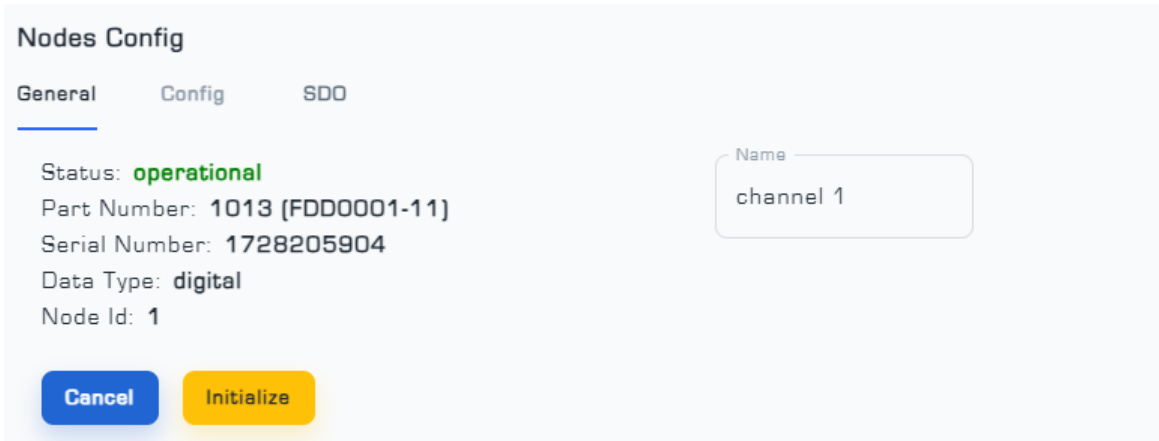 Nodes Config
General Config SDO
Status: operational
Part Number: 1013 (FDD0001-11)
Serial Number: 1728205904
Data Type: digital
Node Id: 1
Name
channel 1
Cancel Initialize